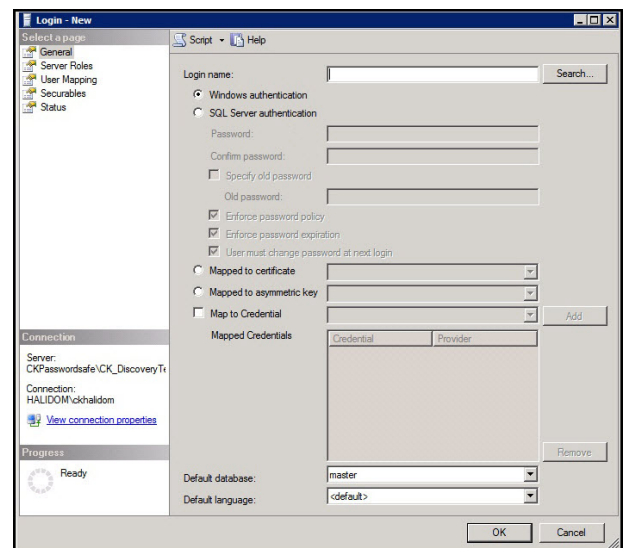 Login - New
Select a page
General
Server Roles
User Mapping
Securables
Status
Script
Help
Login name:
Search...
Windows authentication
SQL Server authentication
Password:
Confirm password:
Specify old password
Old password:
Enforce password policy
Enforce password expiration
User must change password at next login
Mapped to certificate
Mapped to asymmetric key
Map to Credential
Add
Mapped Credentials
Credential
Provider
Remove
Default database:
master
Default language:
<default>
Connection
Server:
CKPasswordsafe\CK_DiscoveryTe
Connection:
HALIDOM\ckhalidom
View connection properties
Progress
Ready
OK
Cancel